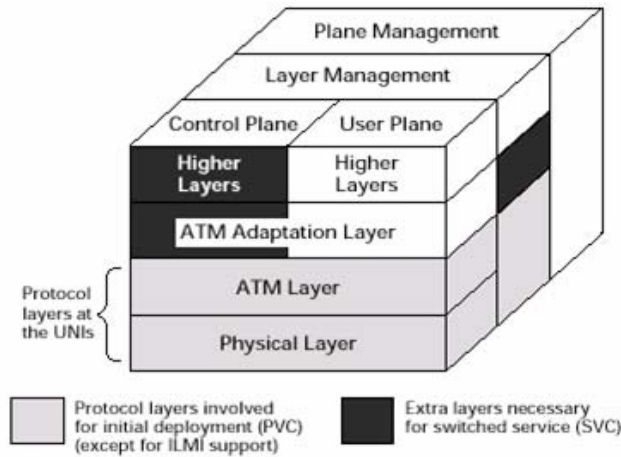 Plane Management
Layer Management
Control Plane
User Plane
Higher
Layers
Higher
Layers
ATM Adaptation Layer
ATM Layer
Physical Layer
Protocol
layers at
the UNIs
Protocol layers involved
for initial deployment (PVC)
(except for ILMI support)
Extra layers necessary
for switched service (SVC)